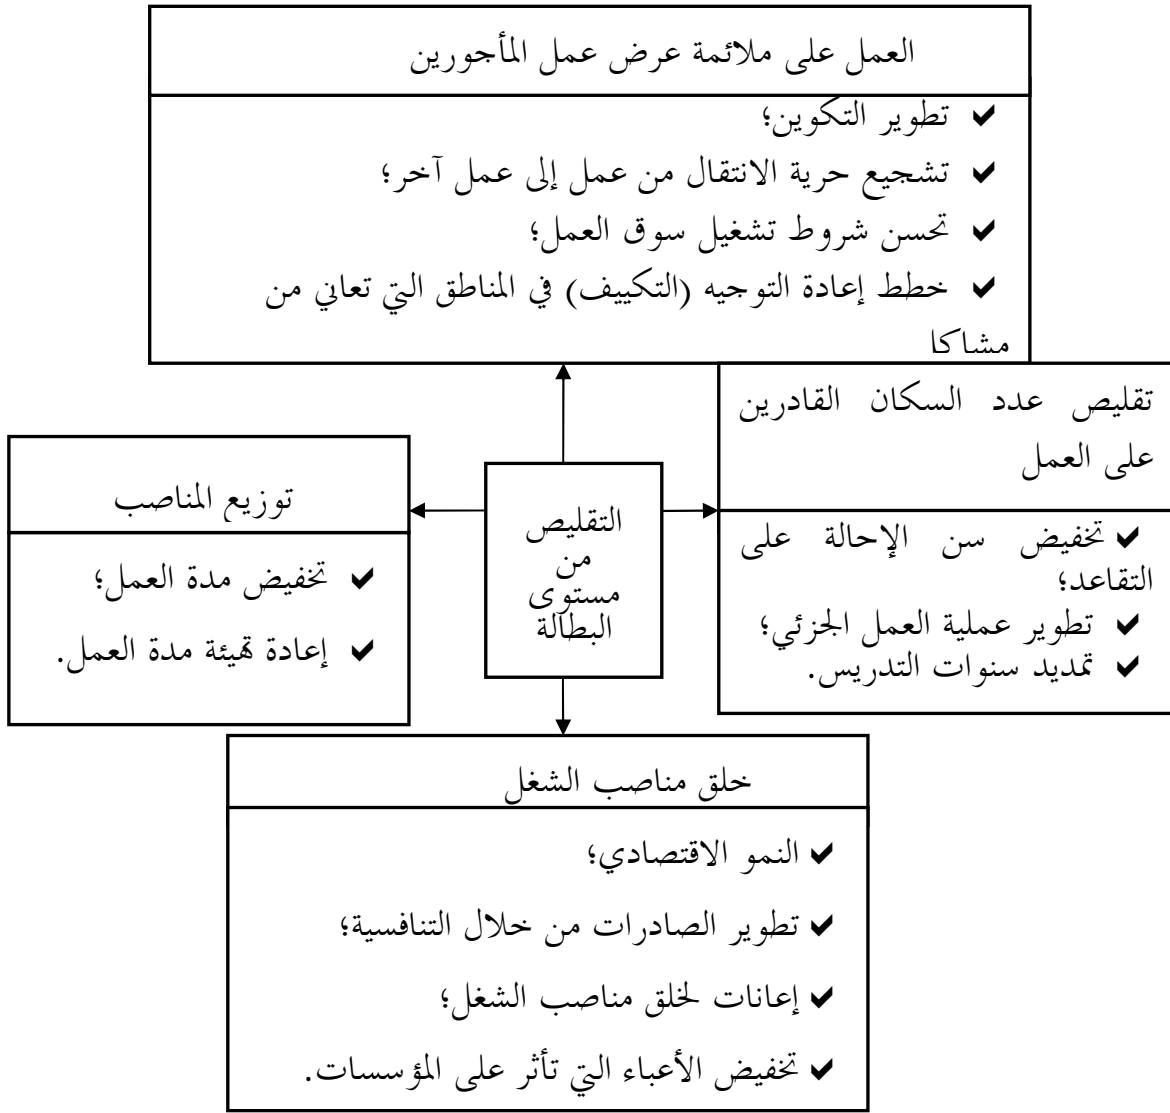 العمل على ملائمة عرض عمل المأجورين
✔ تطوير التكوين؛
✔ تشجيع حرية الانتقال من عمل إلى عمل آخر؛
✔ تحسن شروط تشغيل سوق العمل؛
✔ خطط إعادة التوجيه (التكييف) في المناطق التي تعاني من
تقليص عدد السكان القادرين
على العمل
✔ تخفيض سن الإحالة على
التقاعد؛
✔ تطوير عملية العمل الجزئي؛
✔ تمديد سنوات التدريس.
التقليص
من
مستوى
البطالة
توزيع المناصب
✔ تخفيض مدة العمل؛
✔ إعادة تهيئة مدة العمل.
خلق مناصب الشغل
✔ النمو الاقتصادي؛
✔ تطوير الصادرات من خلال التنافسية؛
✔ إعانات لخلق مناصب الشغل؛
✔ تخفيض الأعباء التي تأثر على المؤسسات.